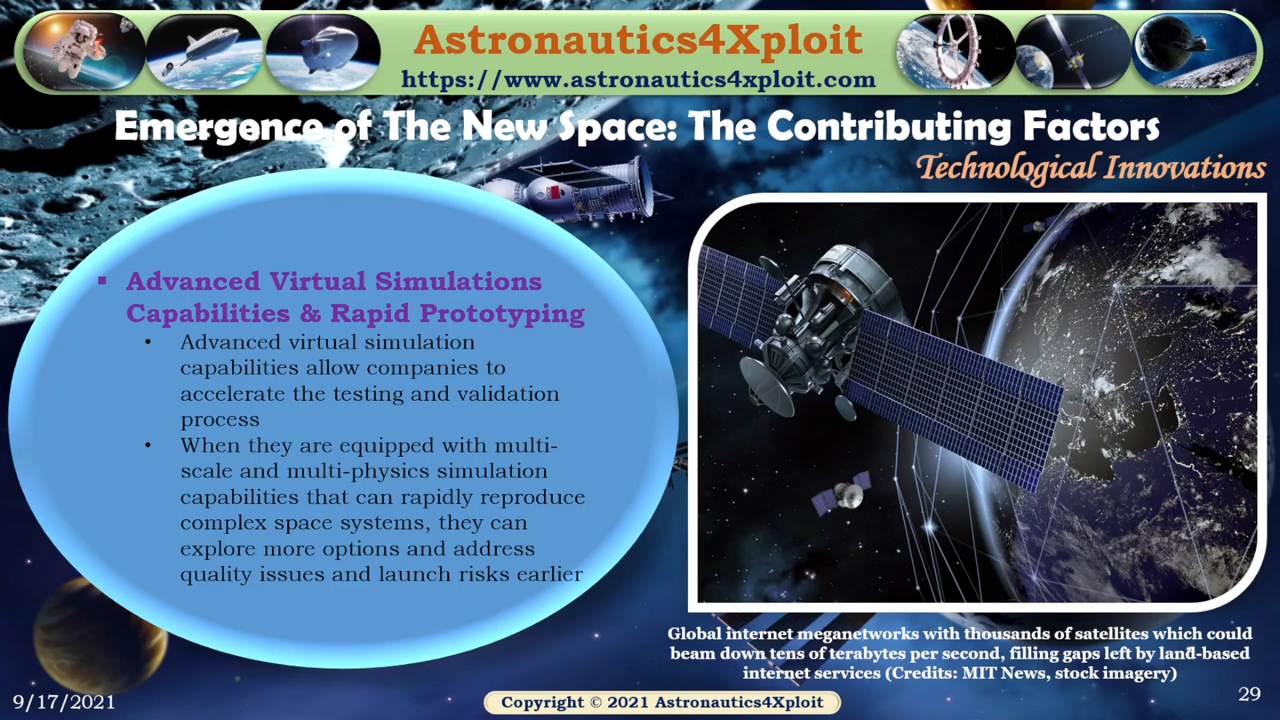 Astronautics4Xploit
https://www.astronautics4xploit.com
Emergence of The New Space: The Contributing Factors
Technological Innovations
▪ Advanced Virtual Simulations
Capabilities & Rapid Prototyping
• Advanced virtual simulation
capabilities allow companies to
accelerate the testing and validation
process
• When they are equipped with multi-
scale and multi-physics simulation
capabilities that can rapidly reproduce
complex space systems, they can
explore more options and address
quality issues and launch risks earlier
Global internet meganetworks with thousands of satellites which could
beam down tens of terabytes per second, filling gaps left by land-based
internet services (Credits: MIT News, stock imagery)
9/17/2021
Copyright © 2021 Astronautics4Xploit
29